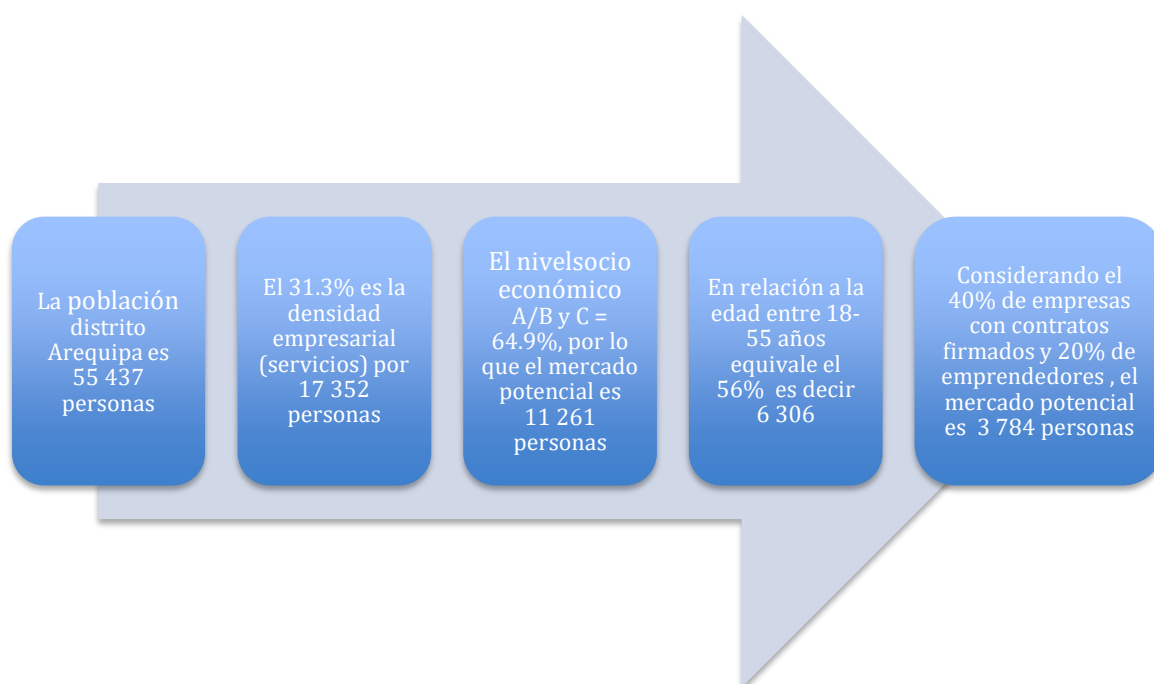 La población
distrito
Arequipa es
55 437
personas
El 31.3% es la
densidad
empresarial
(servicios) por
17 352
personas
El nivelsocio
económico
A/B y C =
64.9%, por lo
que el mercado
potencial es
11 261
personas
En relación a la
edad entre 18-
55 años
equivale el
56% es decir
6 306
Considerando el
40% de empresas
con contratos
firmados y 20% de
emprendedores , el
mercado potencial
es 3 784 personas